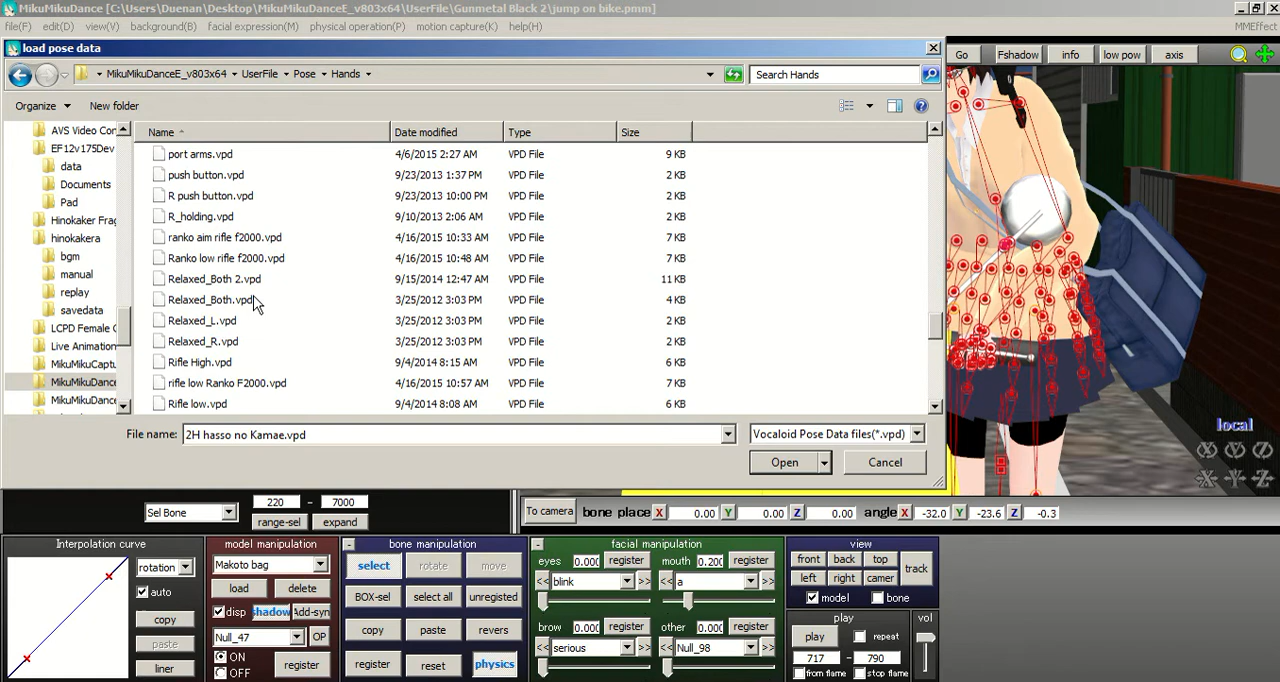 MikuMikuDance [C:\Users\Duenan\Desktop\MikuMikuDanceE_v803x64\UserFile\Gunmetal Black 2\jump on bike.pmm]
file(F) edit(D) view(V) background(B) facial expression(M) physical operation(P) motion capture(K) help(H) MMEffect
load pose data
MikuMikuDanceE_v803x64 UserFile Pose Hands Search Hands
Go Fshadow info low pow axis
Organize New folder
Name Date modified Type Size
AVS Video Con
EF12v175Dev
data
Documents
Pad
Hinokaker Frag
hinokakera
bgm
manual
replay
savedata
LCPD Female C
Live Animation
MikuMikuCaptu
MikuMikuDance
MikuMikuDance
port arms.vpd 4/6/2015 2:27 AM VPD File 9 KB
push button.vpd 9/23/2013 1:37 PM VPD File 2 KB
R push button.vpd 9/23/2013 10:00 PM VPD File 2 KB
R_holding.vpd 9/10/2013 2:06 AM VPD File 2 KB
ranko aim rifle f2000.vpd 4/16/2015 10:33 AM VPD File 7 KB
Ranko low rifle f2000.vpd 4/16/2015 10:48 AM VPD File 7 KB
Relaxed_Both 2.vpd 9/15/2014 12:47 AM VPD File 11 KB
Relaxed_Both.vpd 3/25/2012 3:03 PM VPD File 4 KB
Relaxed_L.vpd 3/25/2012 3:03 PM VPD File 2 KB
Relaxed_R.vpd 3/25/2012 3:03 PM VPD File 2 KB
Rifle High.vpd 9/4/2014 8:15 AM VPD File 6 KB
rifle low Ranko F2000.vpd 4/16/2015 10:57 AM VPD File 7 KB
Rifle low.vpd 9/4/2014 8:08 AM VPD File 6 KB
File name: 2H hasso no Kamae.vpd Vocaloid Pose Data files(*.vpd)
Open Cancel
local
X Y Z
X Y Z
Sel Bone 220 - 7000
range-sel expand
To camera bone place X 0.00 Y 0.00 Z 0.00 angle X -32.0 Y -23.6 Z -0.3
Interpolation curve
rotation
auto
copy
paste
liner
model manipulation
Makoto bag
load delete
disp shadow Add-syn
Null_47 OP
ON
OFF
register
- bone manipulation
select rotate move
BOX-sel select all unregistred
copy paste revers
register reset physics
- facial manipulation
eyes 0.000 register mouth 0.200 register
<< blink >> << a >>
brow 0.000 register other 0.000 register
<< serious >> << Null_98 >>
view
front back top
left right camer
track
model bone
play
play repeat
717 - 790
from flame stop flame
vol